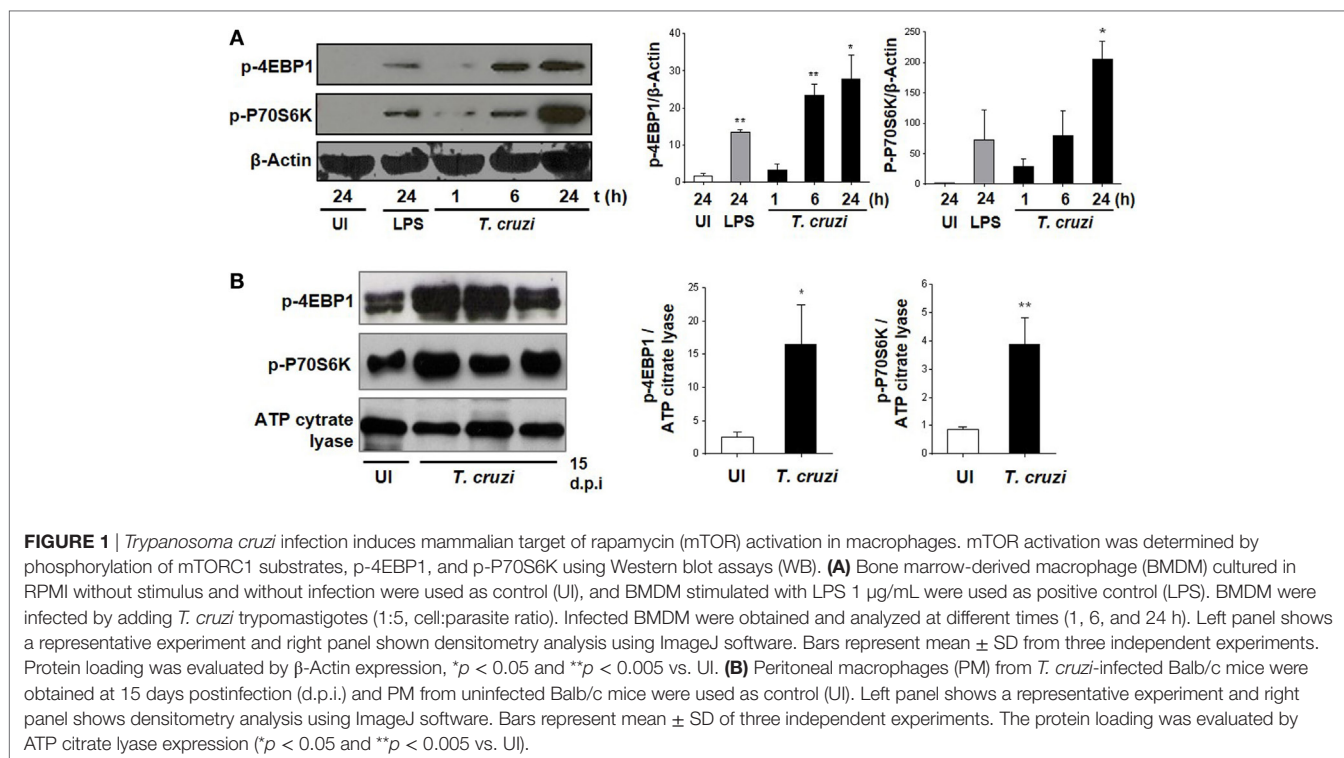 A
p-4EBP1
p-P70S6K
β-Actin
24 24 1 6 24 t (h)
UI LPS T. cruzi
p-4EBP1/β-Actin
40
30
20
10
0
** ** *
24 24 1 6 24 (h)
UI LPS T. cruzi
P-P70S6K/β-Actin
250
200
150
100
50
0
*
24 24 1 6 24 (h)
UI LPS T. cruzi
B
p-4EBP1
p-P70S6K
ATP cytrate
lyase
UI T. cruzi 15
d.p.i
p-4EBP1 /
ATP citrate lyase
25
20
15
10
5
0
*
UI T. cruzi
p-P70S6K /
ATP citrate lyase
6
5
4
3
2
1
0
**
UI T. cruzi
FIGURE 1 | Trypanosoma cruzi infection induces mammalian target of rapamycin (mTOR) activation in macrophages. mTOR activation was determined by
phosphorylation of mTORC1 substrates, p-4EBP1, and p-P70S6K using Western blot assays (WB). (A) Bone marrow-derived macrophage (BMDM) cultured in
RPMI without stimulus and without infection were used as control (UI), and BMDM stimulated with LPS 1 μg/mL were used as positive control (LPS). BMDM were
infected by adding T. cruzi trypomastigotes (1:5, cell:parasite ratio). Infected BMDM were obtained and analyzed at different times (1, 6, and 24 h). Left panel shows
a representative experiment and right panel shown densitometry analysis using ImageJ software. Bars represent mean ± SD from three independent experiments.
Protein loading was evaluated by β-Actin expression, *p < 0.05 and **p < 0.005 vs. UI. (B) Peritoneal macrophages (PM) from T. cruzi-infected Balb/c mice were
obtained at 15 days postinfection (d.p.i.) and PM from uninfected Balb/c mice were used as control (UI). Left panel shows a representative experiment and right
panel shows densitometry analysis using ImageJ software. Bars represent mean ± SD of three independent experiments. The protein loading was evaluated by
ATP citrate lyase expression (*p < 0.05 and **p < 0.005 vs. UI).